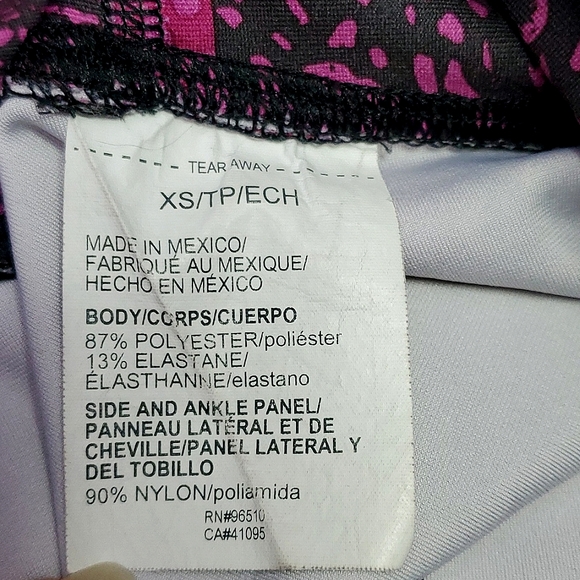 TEAR AWAY
XS/TP/ECH
MADE IN MEXICO/
FABRIQUÉ AU MEXIQUE/
HECHO EN MÉXICO
BODY/CORPS/CUERPO
87% POLYESTER/poliéster
13% ELASTANE/
ÉLASTHANNE/elastano
SIDE AND ANKLE PANEL/
PANNEAU LATÉRAL ET DE
CHEVILLE/PANEL LATERAL Y
DEL TOBILLO
90% NYLON/poliamida
RN#96510
CA#41095